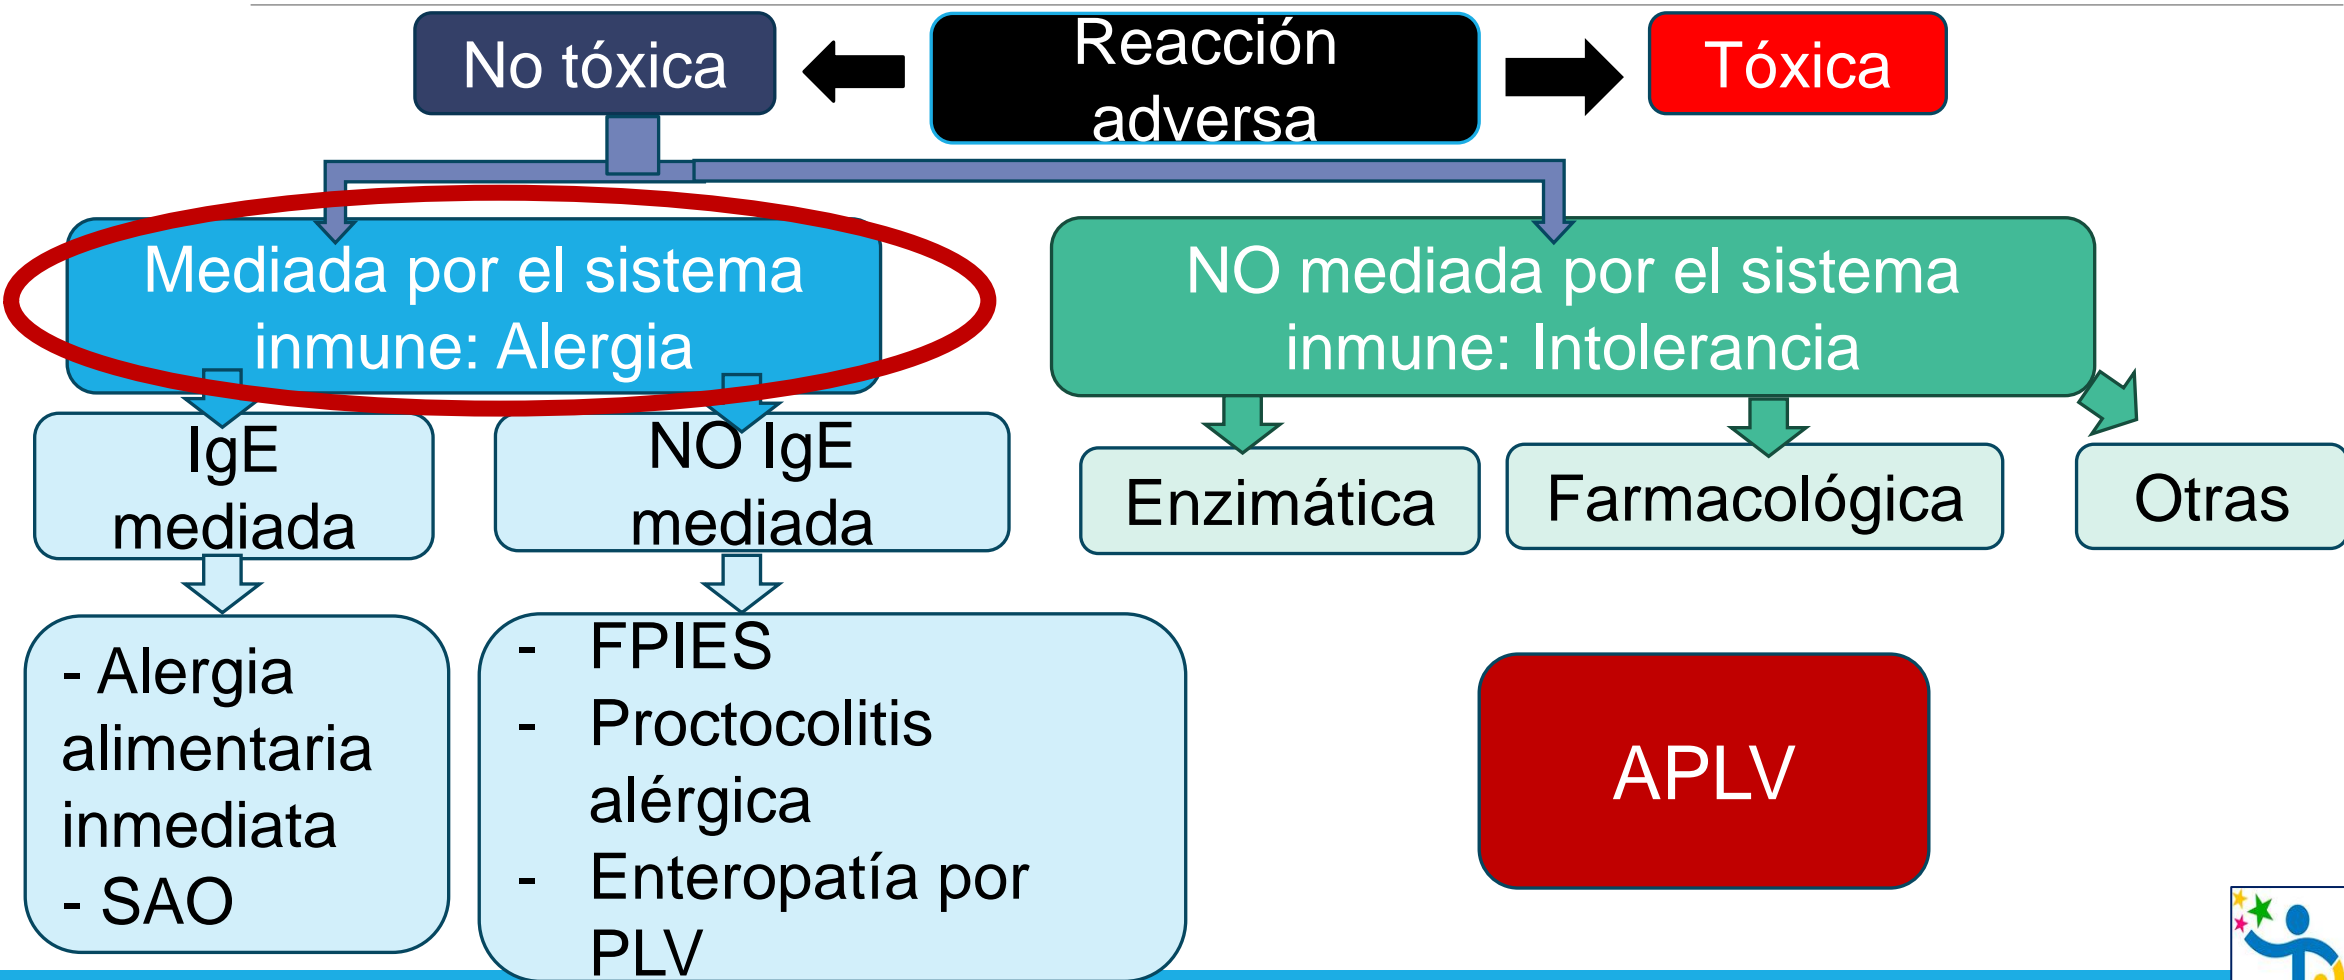 No tóxica
Reacción
adversa
Tóxica
Mediada por el sistema
inmune: Alergia
NO mediada por el sistema
inmune: Intolerancia
IgE
mediada
NO IgE
mediada
Enzimática
Farmacológica
Otras
- Alergia
alimentaria
inmediata
- SAO
- FPIES
- Proctocolitis
alérgica
- Enteropatía por
PLV
APLV